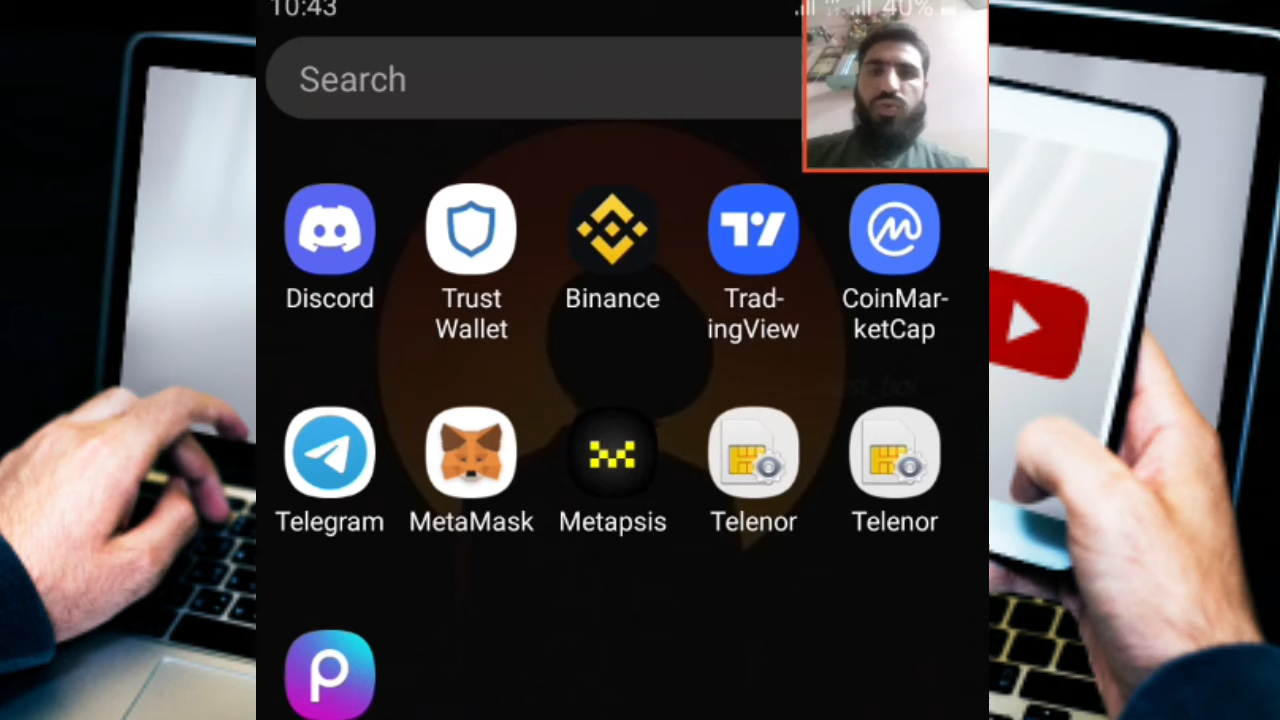 10:43
40%
Search
Discord
Trust
Wallet
Binance
Trad-
ingView
CoinMar-
ketCap
Telegram
MetaMask
Metapsis
Telenor
Telenor